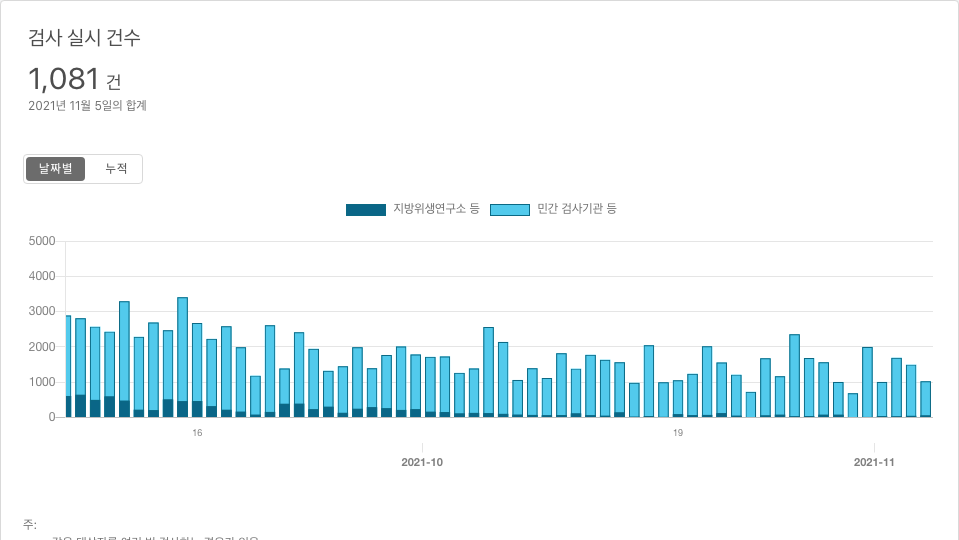 검사 실시 건수
1,081 건
2021년 11월 5일의 합계
날짜별 누적
지방위생연구소 등 민간 검사기관 등
5000
4000
3000
2000
1000
0
16 19
2021-10 2021-11
주: